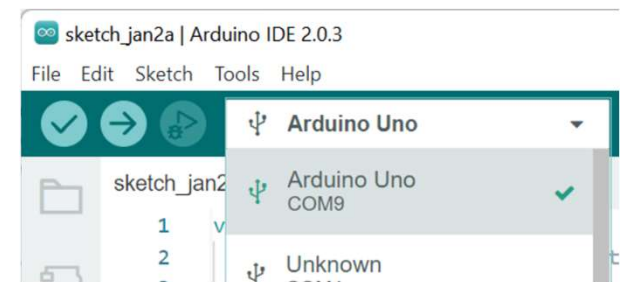 sketch_jan2a | Arduino IDE 2.0.3
File Edit Sketch Tools Help
Arduino Uno
sketch_jan2
Arduino Uno
COM9
1 v
2
Unknown